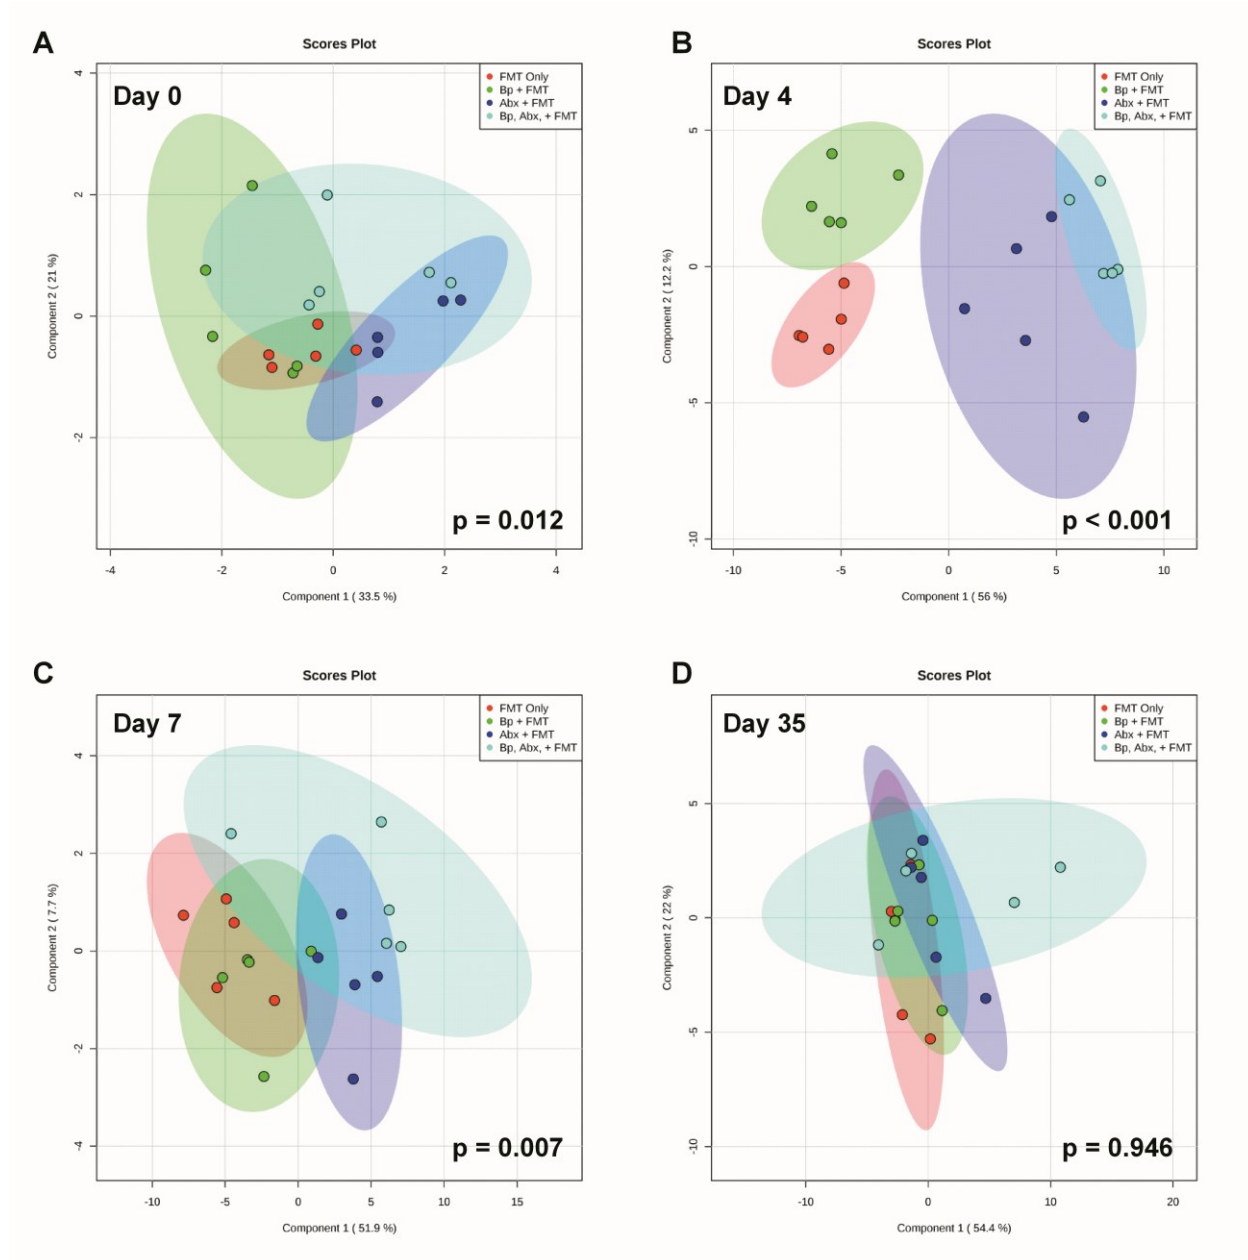 A
Scores Plot
Day 0
FMT Only
Bp + FMT
Abx + FMT
Bp, Abx, + FMT
4
2
0
-2
Component 2 ( 21 %)
p = 0.012
-4
-2
0
2
4
Component 1 ( 33.5 %)
B
Scores Plot
Day 4
FMT Only
Bp + FMT
Abx + FMT
Bp, Abx, + FMT
5
0
-5
-10
Component 2 ( 12.2 %)
p < 0.001
-10
-5
0
5
10
Component 1 ( 56 %)
C
Scores Plot
Day 7
FMT Only
Bp + FMT
Abx + FMT
Bp, Abx, + FMT
4
2
0
-2
-4
Component 2 ( 7.7 %)
p = 0.007
-10
-5
0
5
10
15
Component 1 ( 51.9 %)
D
Scores Plot
Day 35
FMT Only
Bp + FMT
Abx + FMT
Bp, Abx, + FMT
5
0
-5
-10
Component 2 ( 22 %)
p = 0.946
-10
0
10
20
Component 1 ( 54.4 %)